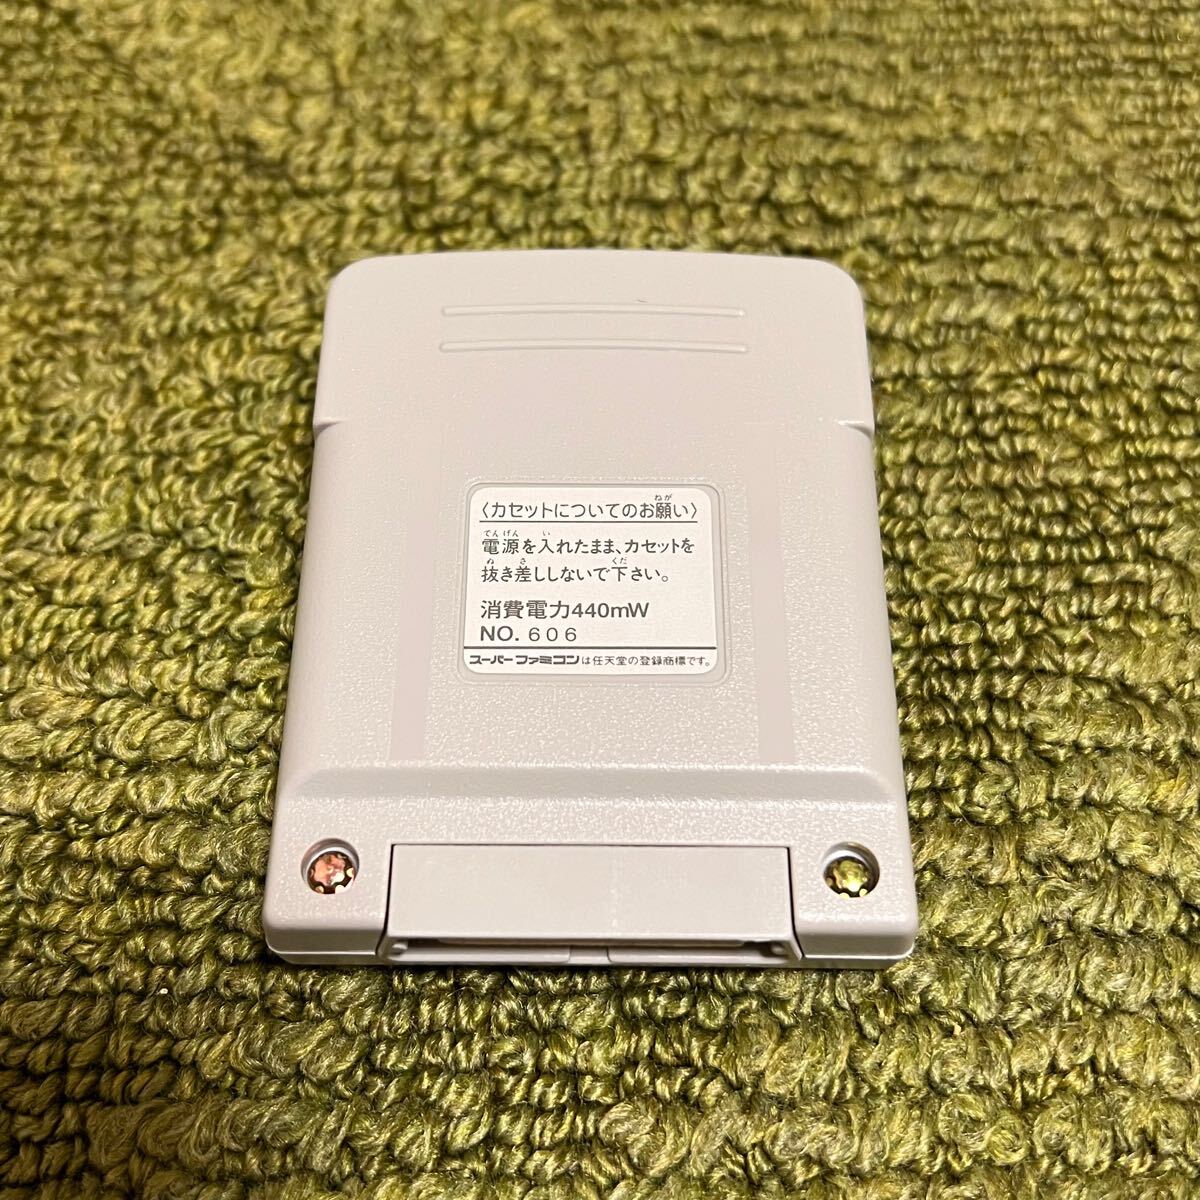 〈カセットについてのお願い〉
電源を入れたまま、カセットを
抜き差ししないで下さい。
消費電力440mW
NO. 606
スーパーファミコンは任天堂の登録商標です。